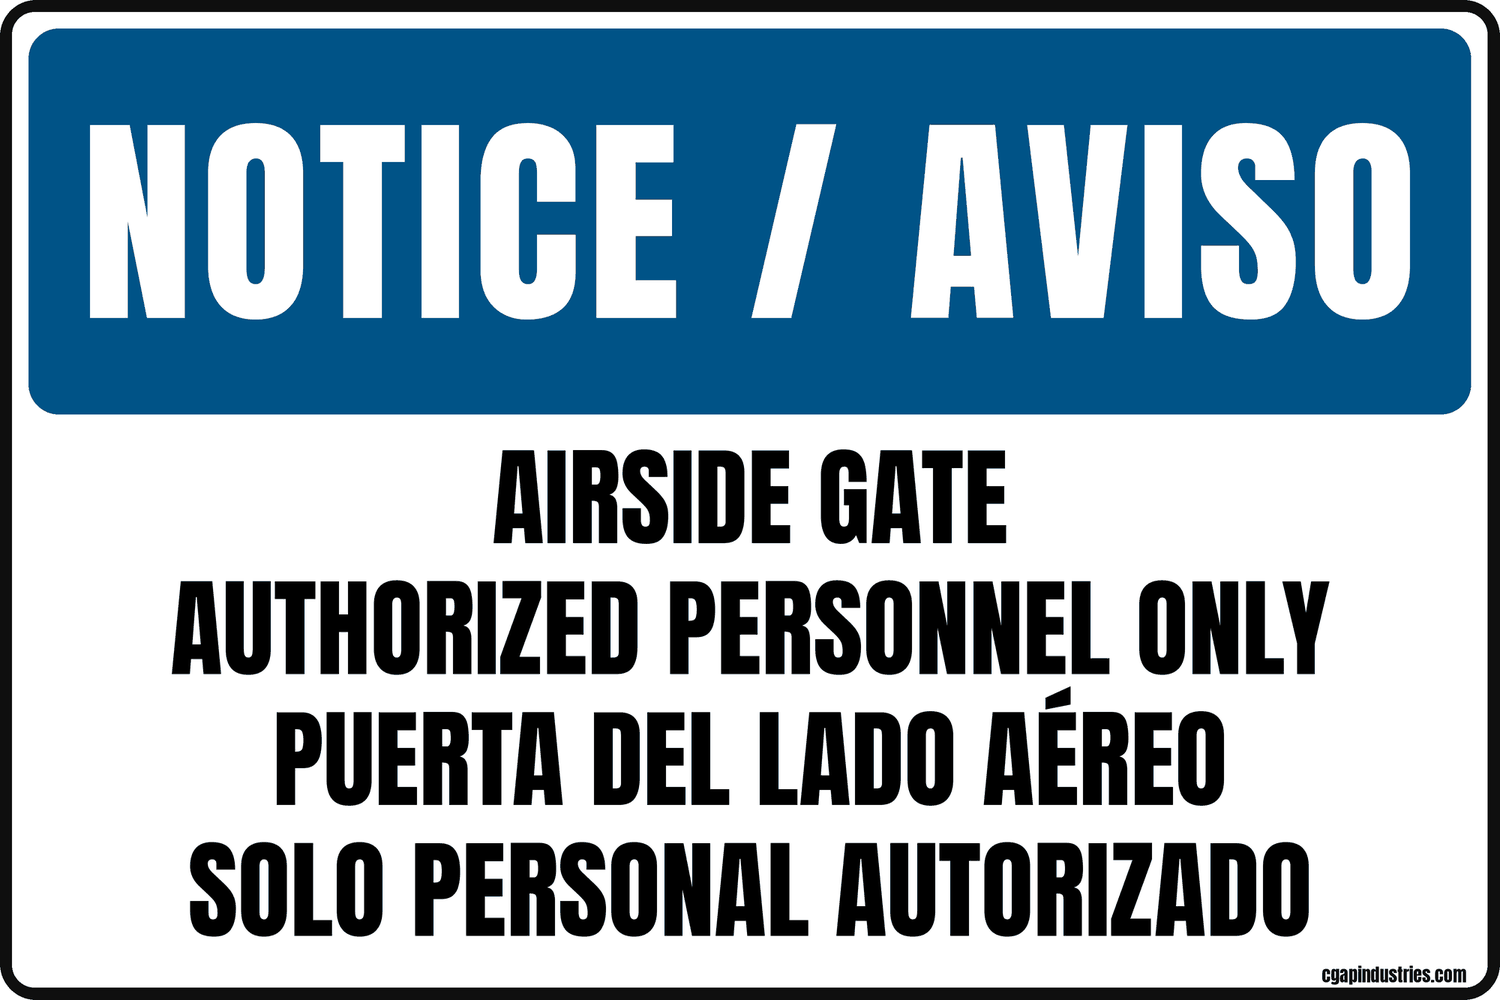 NOTICE / AVISO
AIRSIDE GATE
AUTHORIZED PERSONNEL ONLY
PUERTA DEL LADO AÉREO
SOLO PERSONAL AUTORIZADO
cgapindustries.com